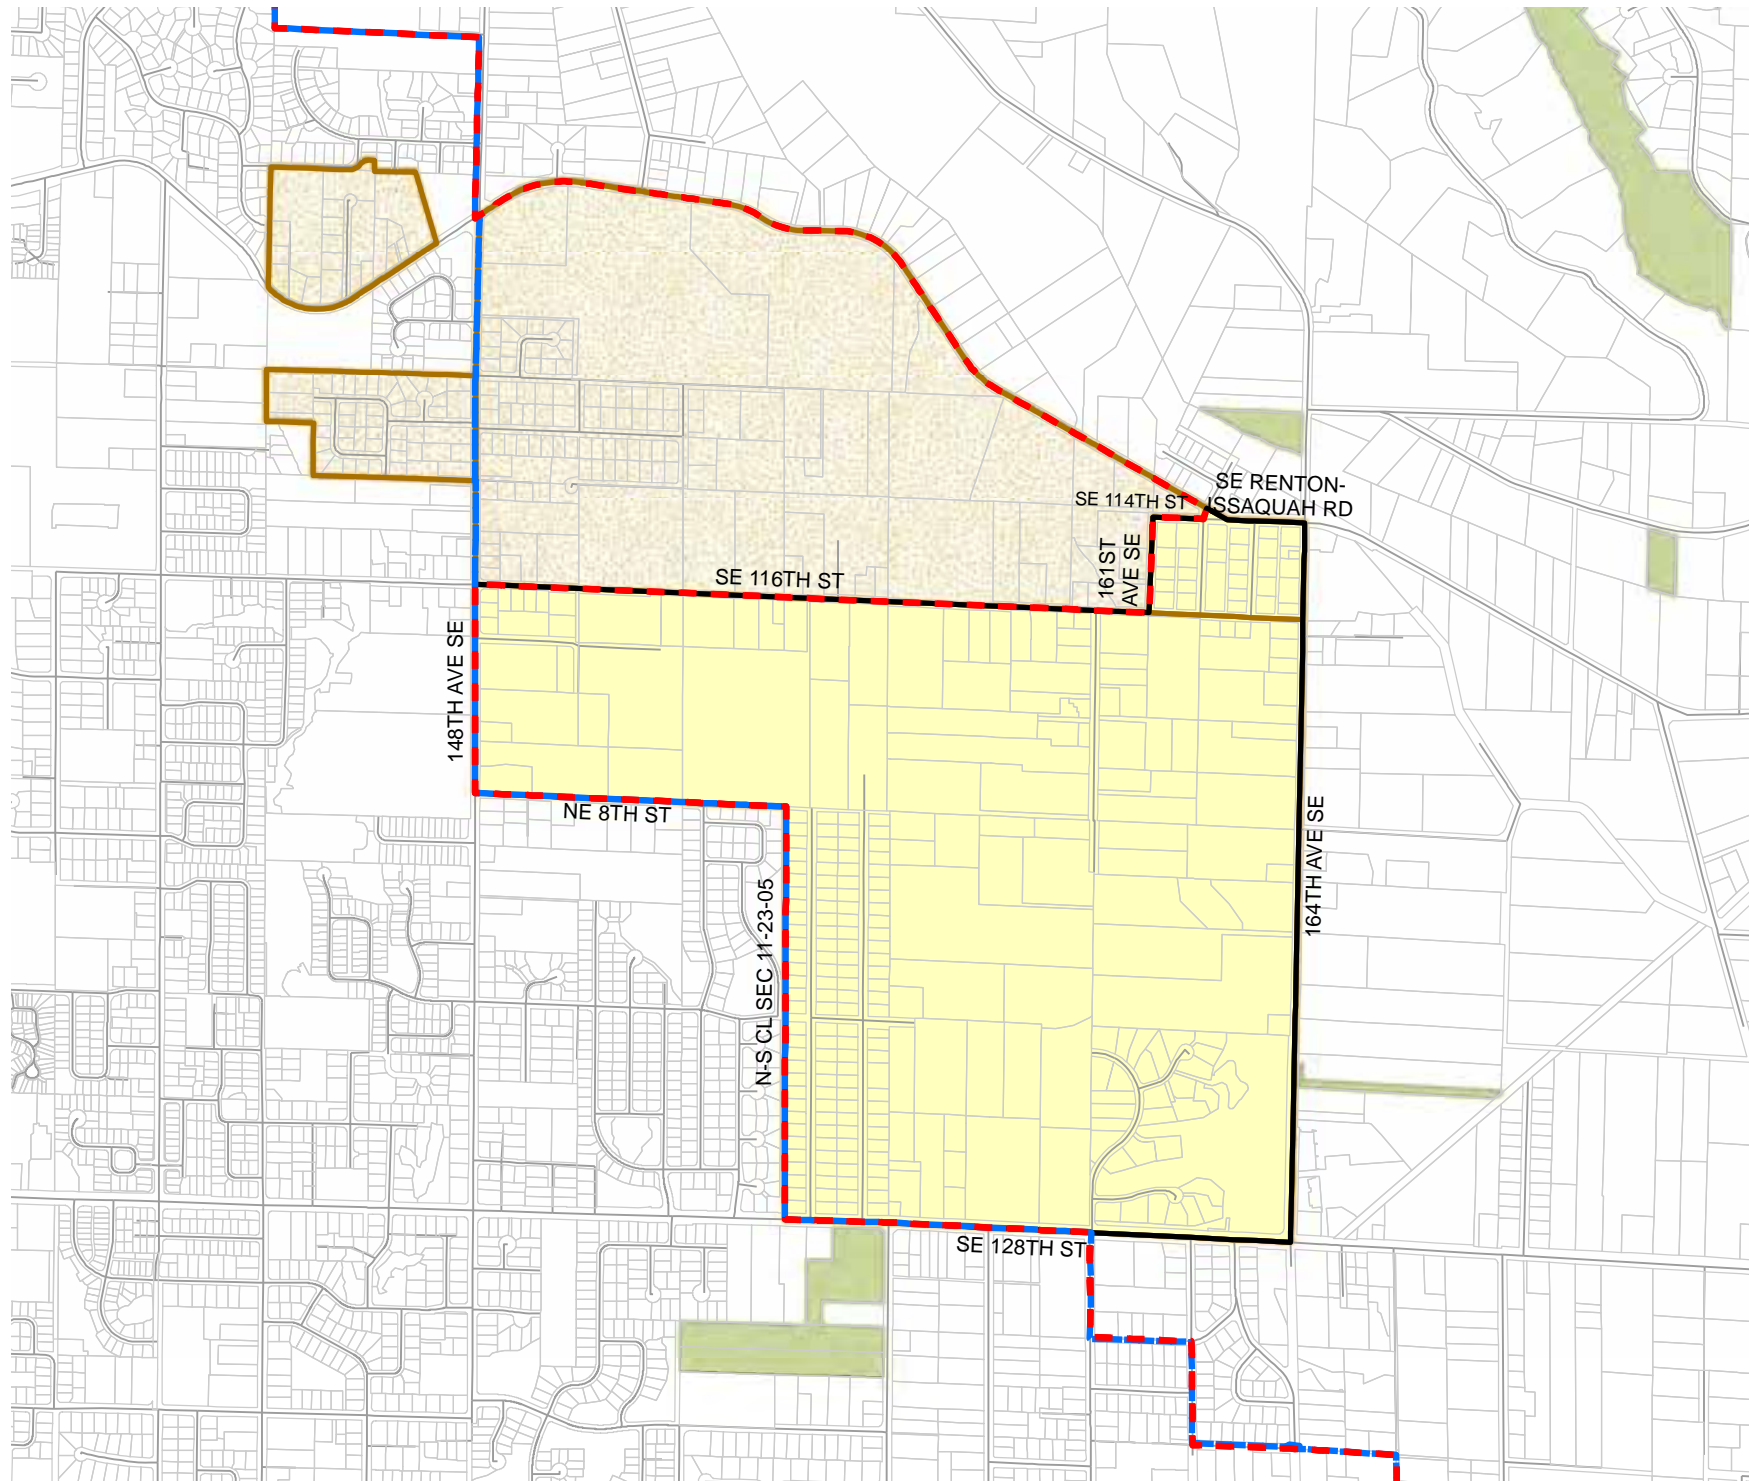 SE RENTON-
ISSAQUAH RD
SE 114TH ST
161ST
AVE SE
SE 116TH ST
148TH AVE SE
NE 8TH ST
164TH AVE SE
N-S CL SEC 11-23-05
SE 128TH ST